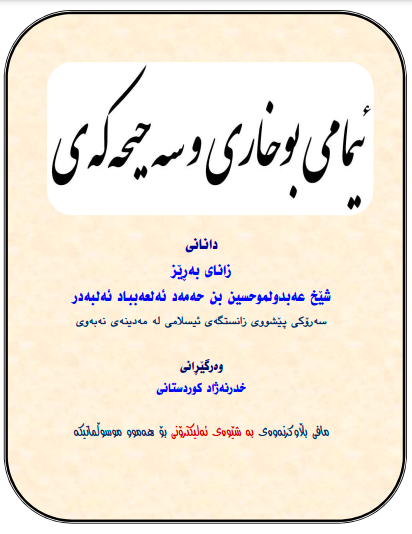 ئیمامی بوخاری و سەحیحەکەی
دانانی
زانای بەڕێز
شێخ عەبدولموحسین بن حەمەد ئەلعەبباد ئەلبەدر
سەرۆکی پێشووی زانستگەی ئیسلامی لە مەدینەی نەبەوی
وەرگێڕانی
خدرنەژاد کوردستانی
مافی بڵاوکرنەوەی بە شێوەی ئەلیکترۆنی بۆ هەموو موسوڵمانێکە